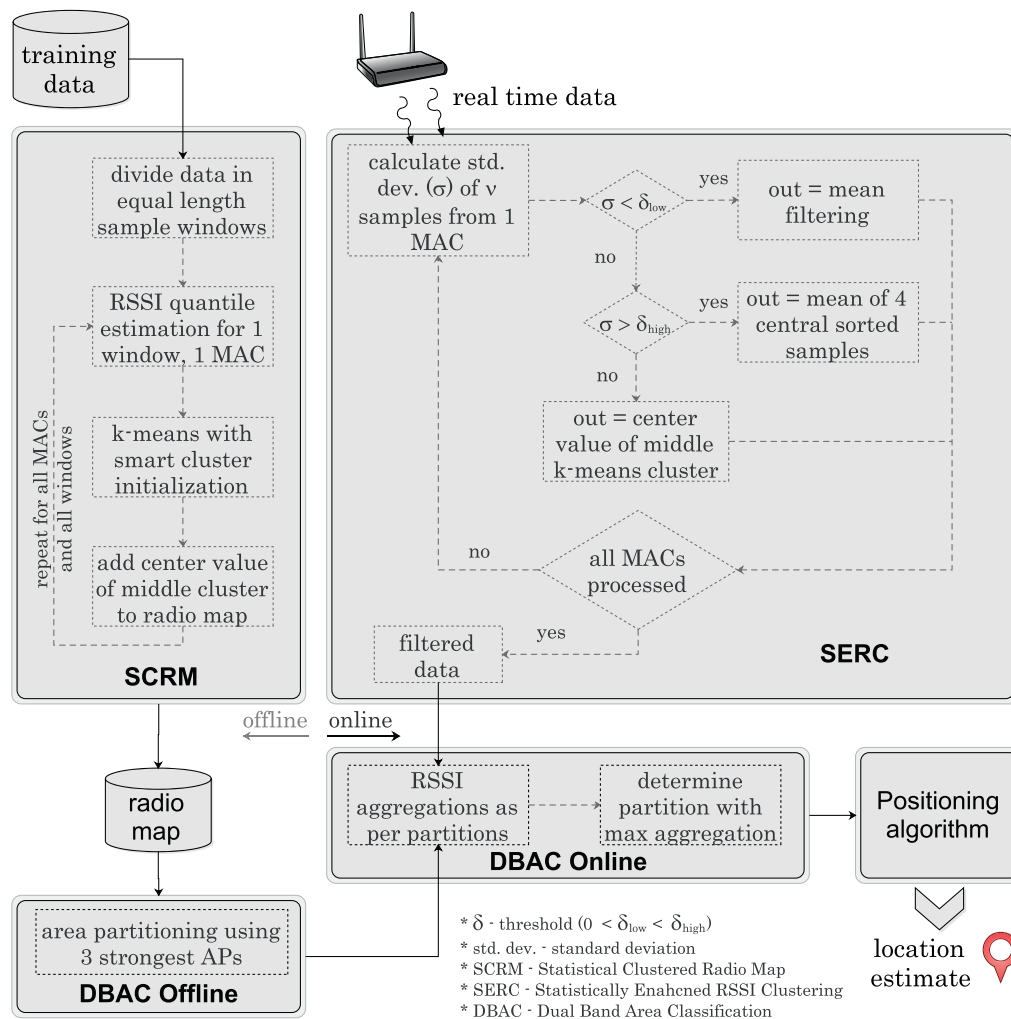 training
data
real time data
divide data in
equal length
sample windows
RSSI quantile
estimation for 1
window, 1 MAC
k-means with
smart cluster
initialization
add center value
of middle cluster
to radio map
repeat for all MACs
and all windows
SCRM
calculate std.
dev. (σ) of ν
samples from 1
MAC
σ < δlow
yes
out = mean
filtering
no
σ > δhigh
yes
out = mean of 4
central sorted
samples
no
out = center
value of middle
k-means cluster
all MACs
processed
no
yes
filtered
data
SERC
offline
online
radio
map
area partitioning using
3 strongest APs
DBAC Offline
RSSI
aggregations as
per partitions
determine
partition with
max aggregation
DBAC Online
Positioning
algorithm
location
estimate
* δ - threshold (0 < δlow < δhigh)
* std. dev. - standard deviation
* SCRM - Statistical Clustered Radio Map
* SERC - Statistically Enahcned RSSI Clustering
* DBAC - Dual Band Area Classification